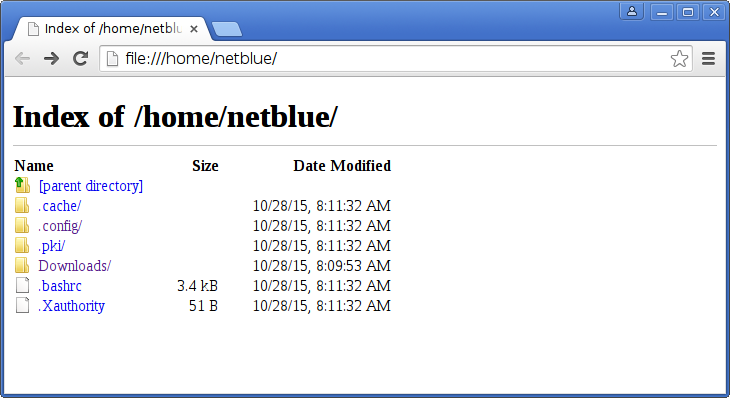 Index of /home/netblu
file:///home/netblue/
Index of /home/netblue/
Name Size Date Modified
[parent directory]
.cache/ 10/28/15, 8:11:32 AM
.config/ 10/28/15, 8:11:32 AM
.pki/ 10/28/15, 8:11:32 AM
Downloads/ 10/28/15, 8:09:53 AM
.bashrc 3.4 kB 10/28/15, 8:11:32 AM
.Xauthority 51 B 10/28/15, 8:11:32 AM